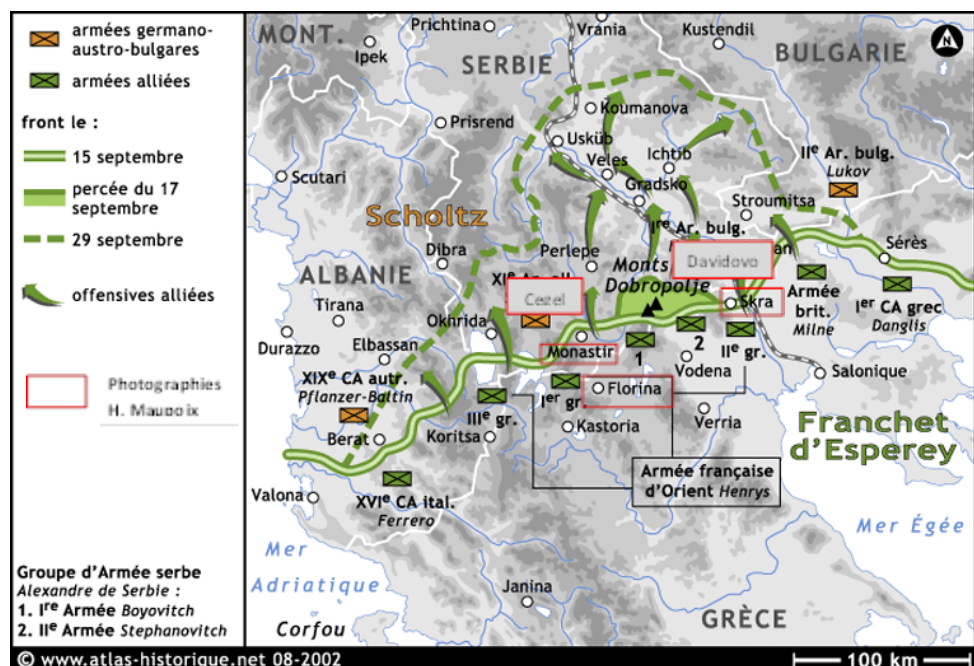 armées germano-
austro-bulgares
armées alliées
front le :
15 septembre
percée du 17
septembre
29 septembre
offensives alliées
Photographies
Groupe d'Armée serbe
Alexandre de Serbie :
1. Ire Armée Boyovitch
2. IIe Armée Stephanovitch
© www.atlas-historique.net 08-2002
MONT.
Ipek
Prichtina
Vrania
Kustendil
BULGARIE
N
SERBIE
Koumanova
Prisrend
Usküb
Ichtib
IIe Ar. bulg.
Lukov
Veles
Scutari
Gradsko
Stroumitsa
Scholtz
Ire Ar. bulg.
Dibra
Perlepe
Davidovo
Sérès
Monts
Dobropolje
ALBANIE
Cegel
Skra
Armée
brit.
Milne
Ier CA grec
Danglis
Tirana
Okhrida
Durazzo
Elbassan
Monastir
1
2
IIe gr.
Vodena
Salonique
XIXe CA autr.
Pflanzer-Baltin
Ier gr.
Florina
IIIe gr.
Verria
Berat
Koritsa
Kastoria
Franchet
d'Esperey
Armée française
d'Orient Henrys
Valona
XVIe CA ital.
Ferrero
Mer Égée
Mer
Adriatique
Janina
Corfou
GRÈCE
100 km